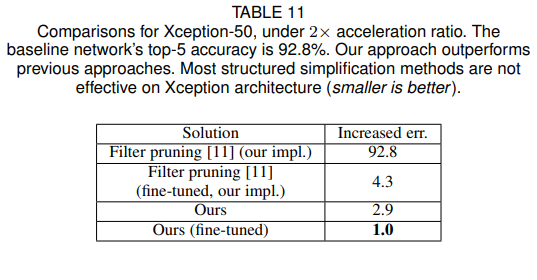 TABLE 11
Comparisons for Xception-50, under 2× acceleration ratio. The
baseline network's top-5 accuracy is 92.8%. Our approach outperforms
previous approaches. Most structured simplification methods are not
effective on Xception architecture (smaller is better).
Solution Increased err.
Filter pruning [11] (our impl.) 92.8
Filter pruning [11]
(fine-tuned, our impl.) 4.3
Ours 2.9
Ours (fine-tuned) 1.0